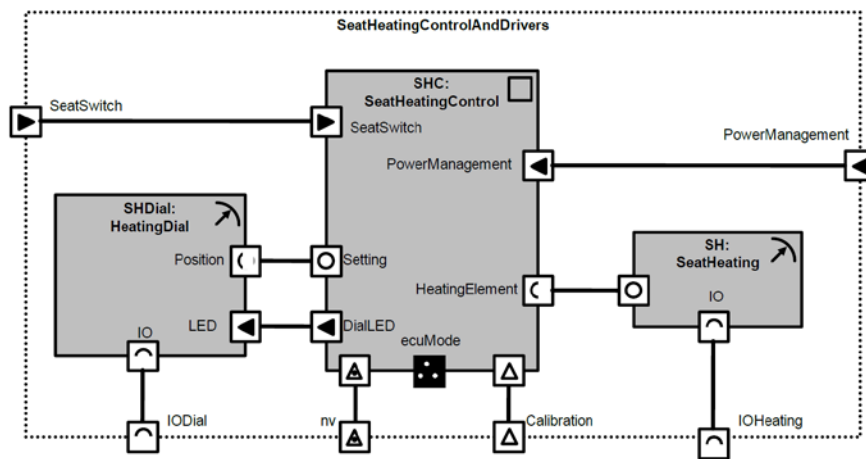 SeatHeatingControlAndDrivers
SeatSwitch
SHC:
SeatHeatingControl
SeatSwitch
PowerManagement
PowerManagement
SHDial:
HeatingDial
Position
Setting
SH:
SeatHeating
HeatingElement
IO
LED
DialLED
IO
ecuMode
IODial
nv
Calibration
IOHeating